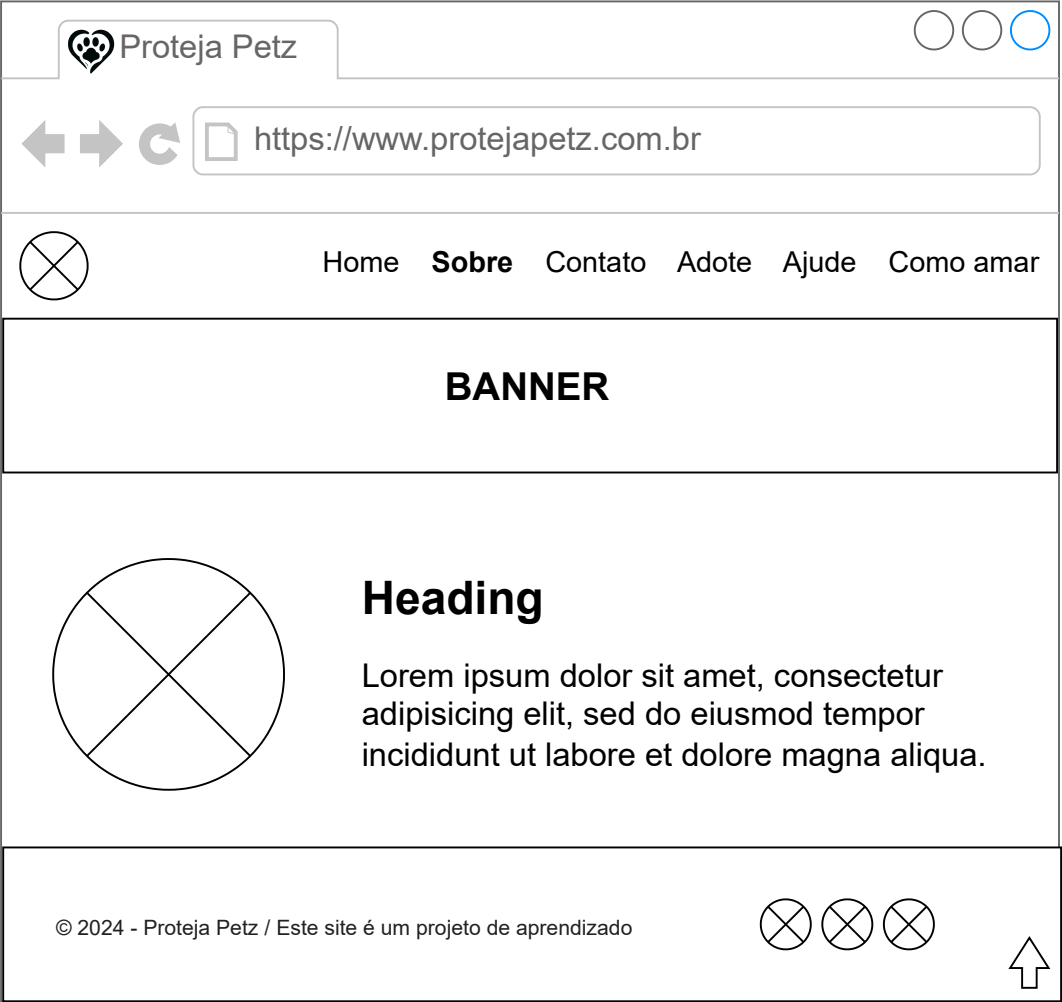 Proteja Petz
https://www.protejapetz.com.br
Home Sobre Contato Adote Ajude Como amar
BANNER
Heading
Lorem ipsum dolor sit amet, consectetur
adipisicing elit, sed do eiusmod tempor
incididunt ut labore et dolore magna aliqua.
© 2024 - Proteja Petz / Este site é um projeto de aprendizado